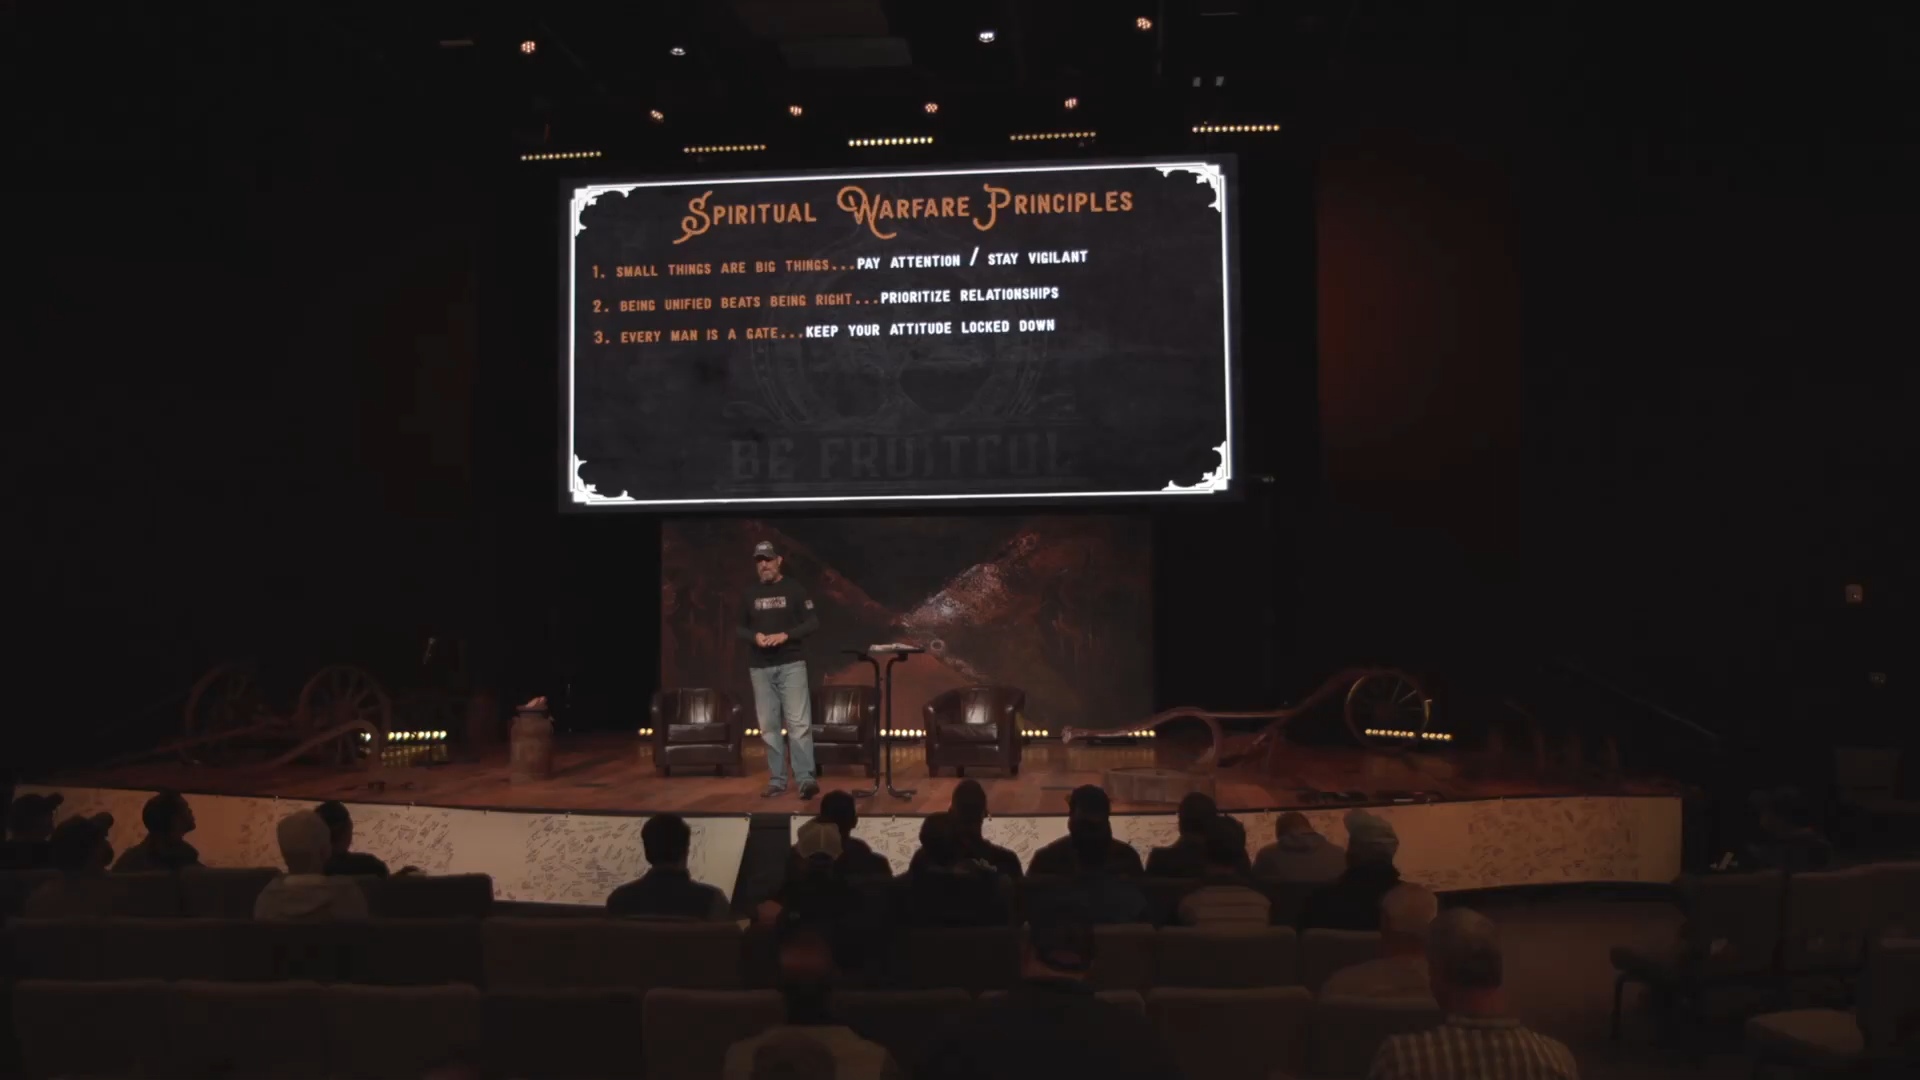 Spiritual Warfare Principles
1. SMALL THINGS ARE BIG THINGS...PAY ATTENTION / STAY VIGILANT
2. BEING UNIFIED BEATS BEING RIGHT...PRIORITIZE RELATIONSHIPS
3. EVERY MAN IS A GATE...KEEP YOUR ATTITUDE LOCKED DOWN
BE FRUITFUL